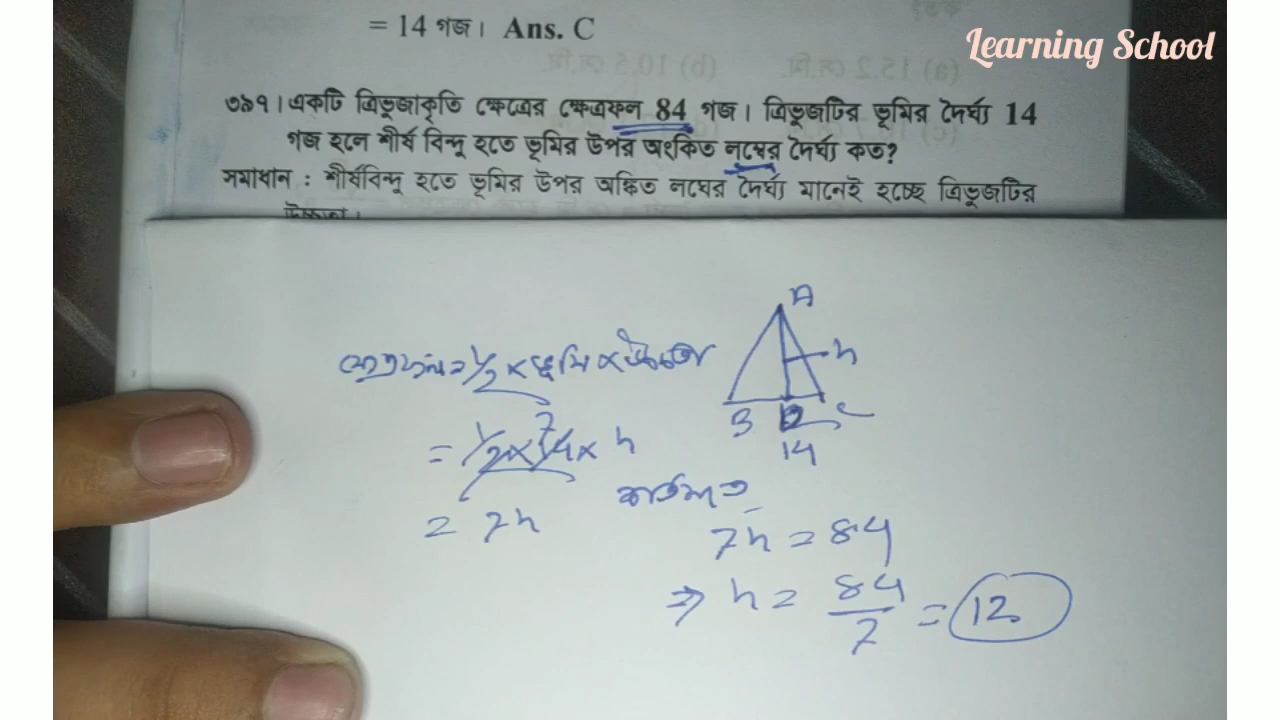 = 14 গজ। Ans. C
Learning School
৩৯৭। একটি ত্রিভুজাকৃতি ক্ষেত্রের ক্ষেত্রফল 84 গজ। ত্রিভুজটির ভূমির দৈর্ঘ্য 14
গজ হলে শীর্ষ বিন্দু হতে ভূমির উপর অংকিত লম্বের দৈর্ঘ্য কত?
সমাধান : শীর্ষবিন্দু হতে ভূমির উপর অঙ্কিত লম্বের দৈর্ঘ্য মানেই হচ্ছে ত্রিভুজটির
A
h
B D C
14
ক্ষেত্রফল = 1/2 × ভূমি × উচ্চতা
= 1/2 × 14 × h
7
= 7h
শর্তমতে,
7h = 84
⇒ h = 84/7 = 12